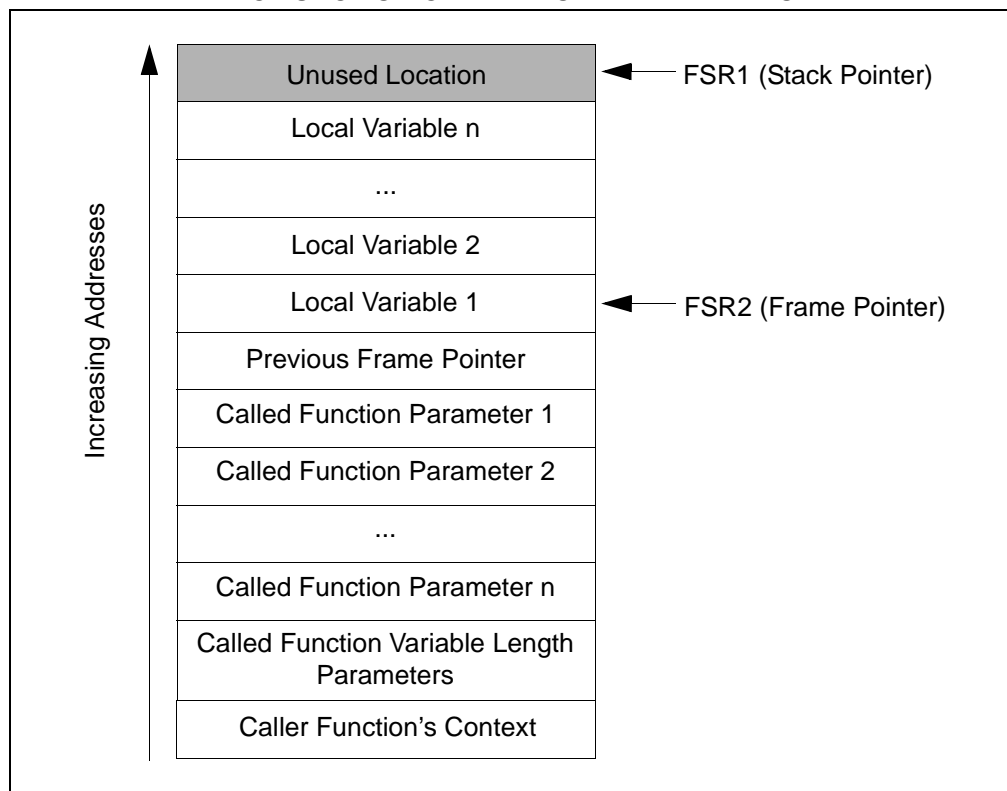 Increasing Addresses
Unused Location
FSR1 (Stack Pointer)
Local Variable n
...
Local Variable 2
Local Variable 1
FSR2 (Frame Pointer)
Previous Frame Pointer
Called Function Parameter 1
Called Function Parameter 2
...
Called Function Parameter n
Called Function Variable Length
Parameters
Caller Function’s Context